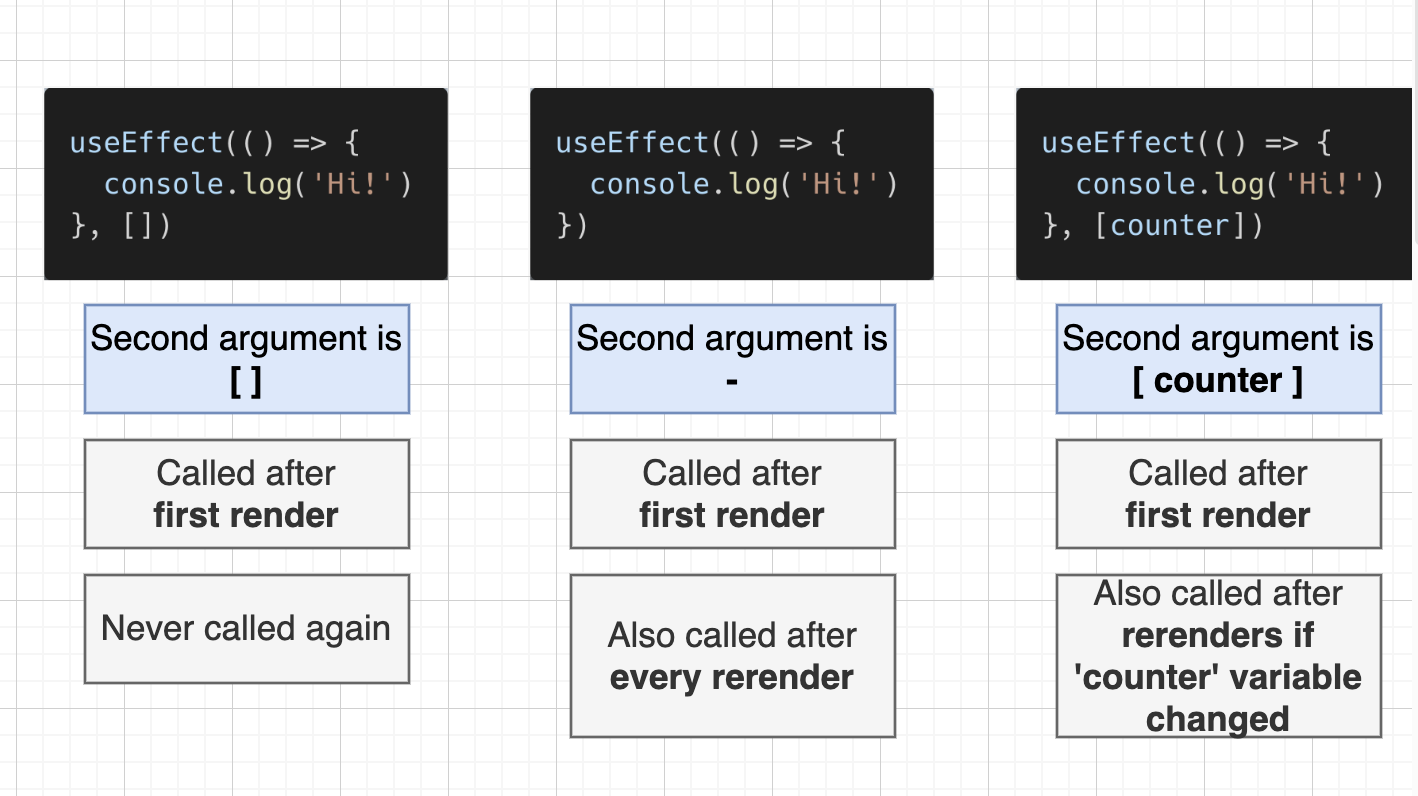 useEffect(() => {
  console.log('Hi!')
}, [])
Second argument is
[ ]
Called after
first render
Never called again
useEffect(() => {
  console.log('Hi!')
})
Second argument is
-
Called after
first render
Also called after
every rerender
useEffect(() => {
  console.log('Hi!')
}, [counter])
Second argument is
[ counter ]
Called after
first render
Also called after
rerenders if
'counter' variable
changed